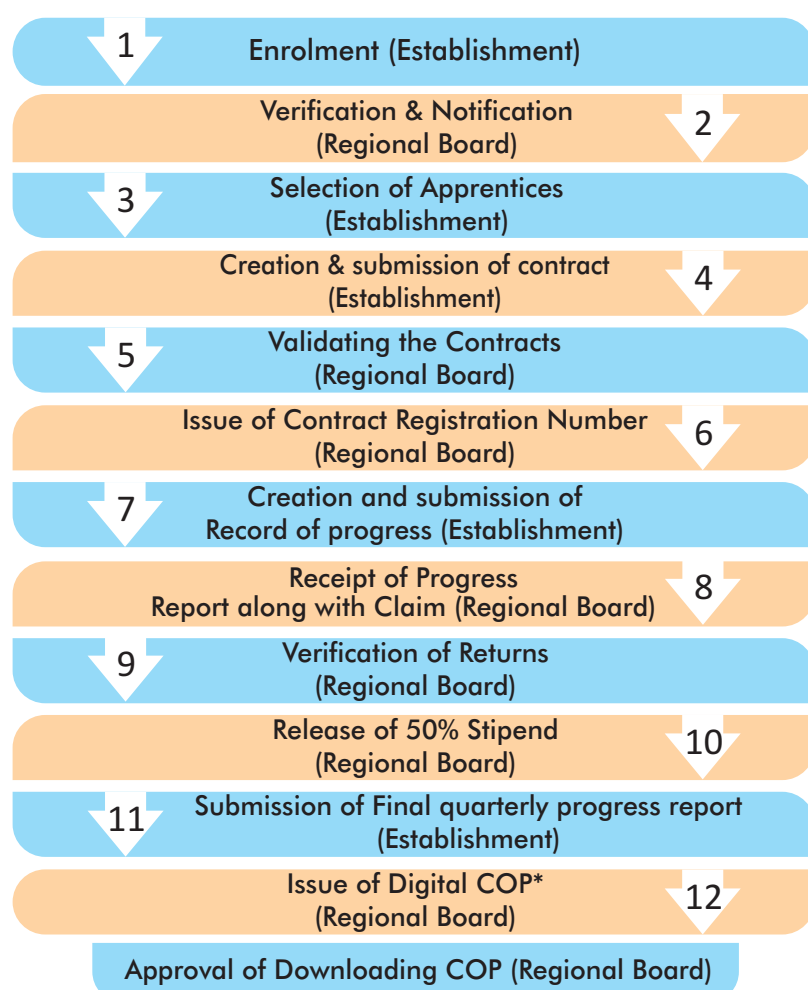 1
Enrolment (Establishment)
Verification & Notification
(Regional Board)
2
3
Selection of Apprentices
(Establishment)
Creation & submission of contract
(Establishment)
4
5
Validating the Contracts
(Regional Board)
Issue of Contract Registration Number
(Regional Board)
6
7
Creation and submission of
Record of progress (Establishment)
Receipt of Progress
Report along with Claim (Regional Board)
8
9
Verification of Returns
(Regional Board)
Release of 50% Stipend
(Regional Board)
10
11
Submission of Final quarterly progress report
(Establishment)
Issue of Digital COP*
(Regional Board)
12
Approval of Downloading COP (Regional Board)